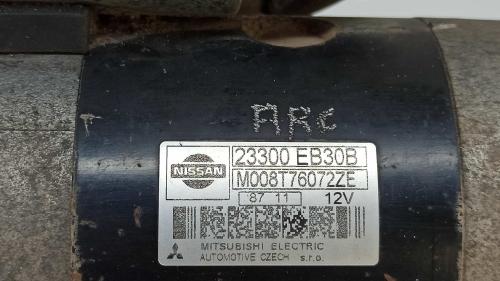 ARC
NISSAN
23300 EB30B
M008T76072ZE
87 11 12V
MITSUBISHI ELECTRIC
AUTOMOTIVE CZECH s.r.o.